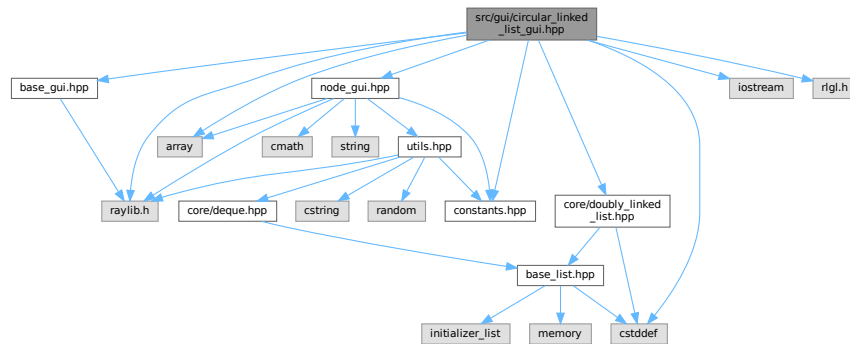 src/gui/circular_linked
_list_gui.hpp
base_gui.hpp
node_gui.hpp
iostream
rlgl.h
array
cmath
string
utils.hpp
raylib.h
core/deque.hpp
cstring
random
constants.hpp
core/doubly_linked
_list.hpp
base_list.hpp
initializer_list
memory
cstddef